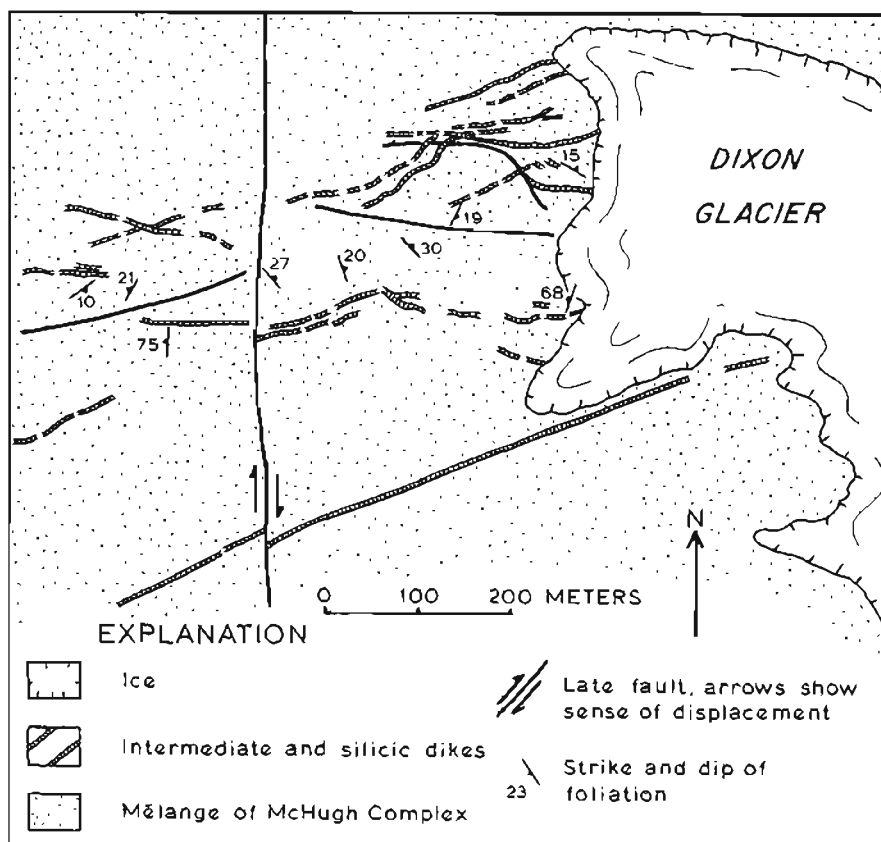 DIXON
GLACIER
15
19
30
20
27
21
10
68
75
N
0 100 200 METERS
EXPLANATION
Ice
Intermediate and silicic dikes
Mélange of McHugh Complex
Late fault, arrows show
sense of displacement
23
Strike and dip of
foliation